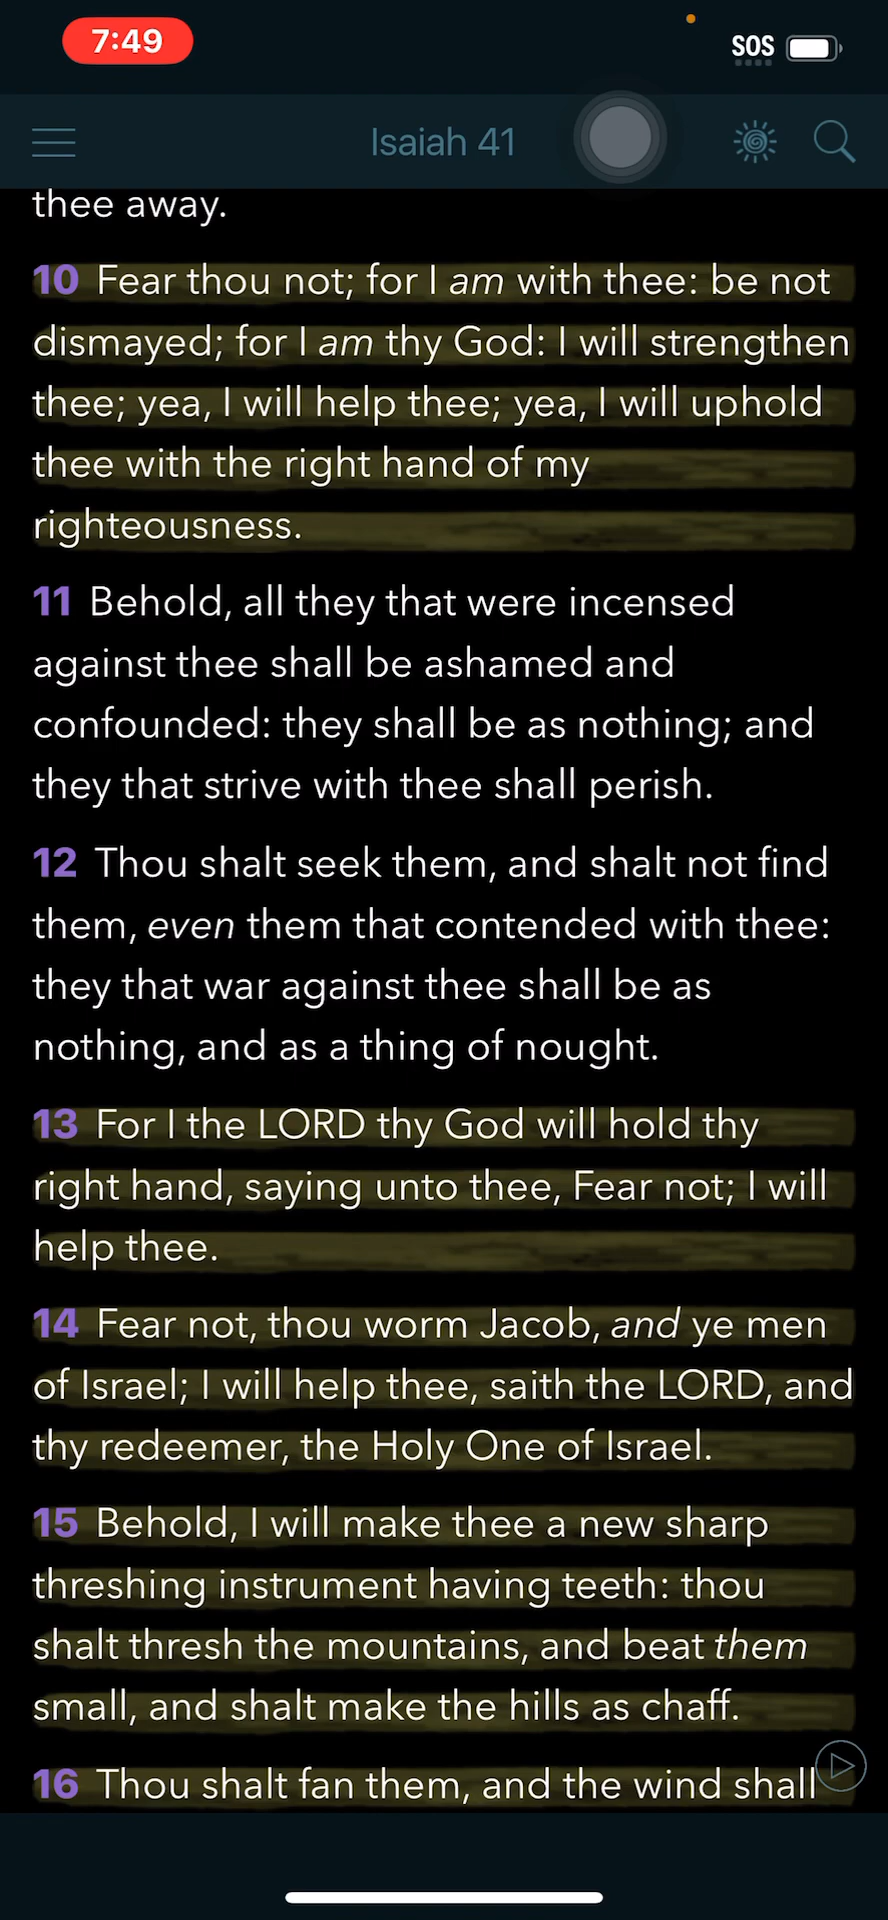 7:49
SOS
Isaiah 41
thee away.
10 Fear thou not; for I am with thee: be not
dismayed; for I am thy God: I will strengthen
thee; yea, I will help thee; yea, I will uphold
thee with the right hand of my
righteousness.
11 Behold, all they that were incensed
against thee shall be ashamed and
confounded: they shall be as nothing; and
they that strive with thee shall perish.
12 Thou shalt seek them, and shalt not find
them, even them that contended with thee:
they that war against thee shall be as
nothing, and as a thing of nought.
13 For I the LORD thy God will hold thy
right hand, saying unto thee, Fear not; I will
help thee.
14 Fear not, thou worm Jacob, and ye men
of Israel; I will help thee, saith the LORD, and
thy redeemer, the Holy One of Israel.
15 Behold, I will make thee a new sharp
threshing instrument having teeth: thou
shalt thresh the mountains, and beat them
small, and shalt make the hills as chaff.
16 Thou shalt fan them, and the wind shall